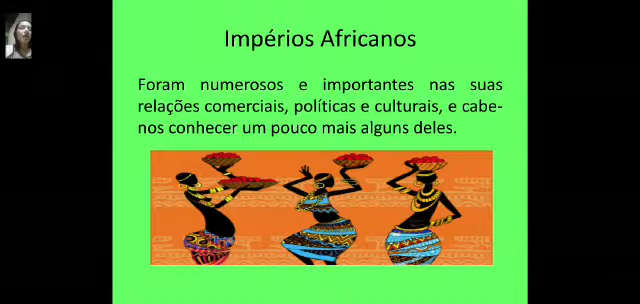 Impérios Africanos
Foram numerosos e importantes nas suas
relações comerciais, políticas e culturais, e cabe-
nos conhecer um pouco mais alguns deles.